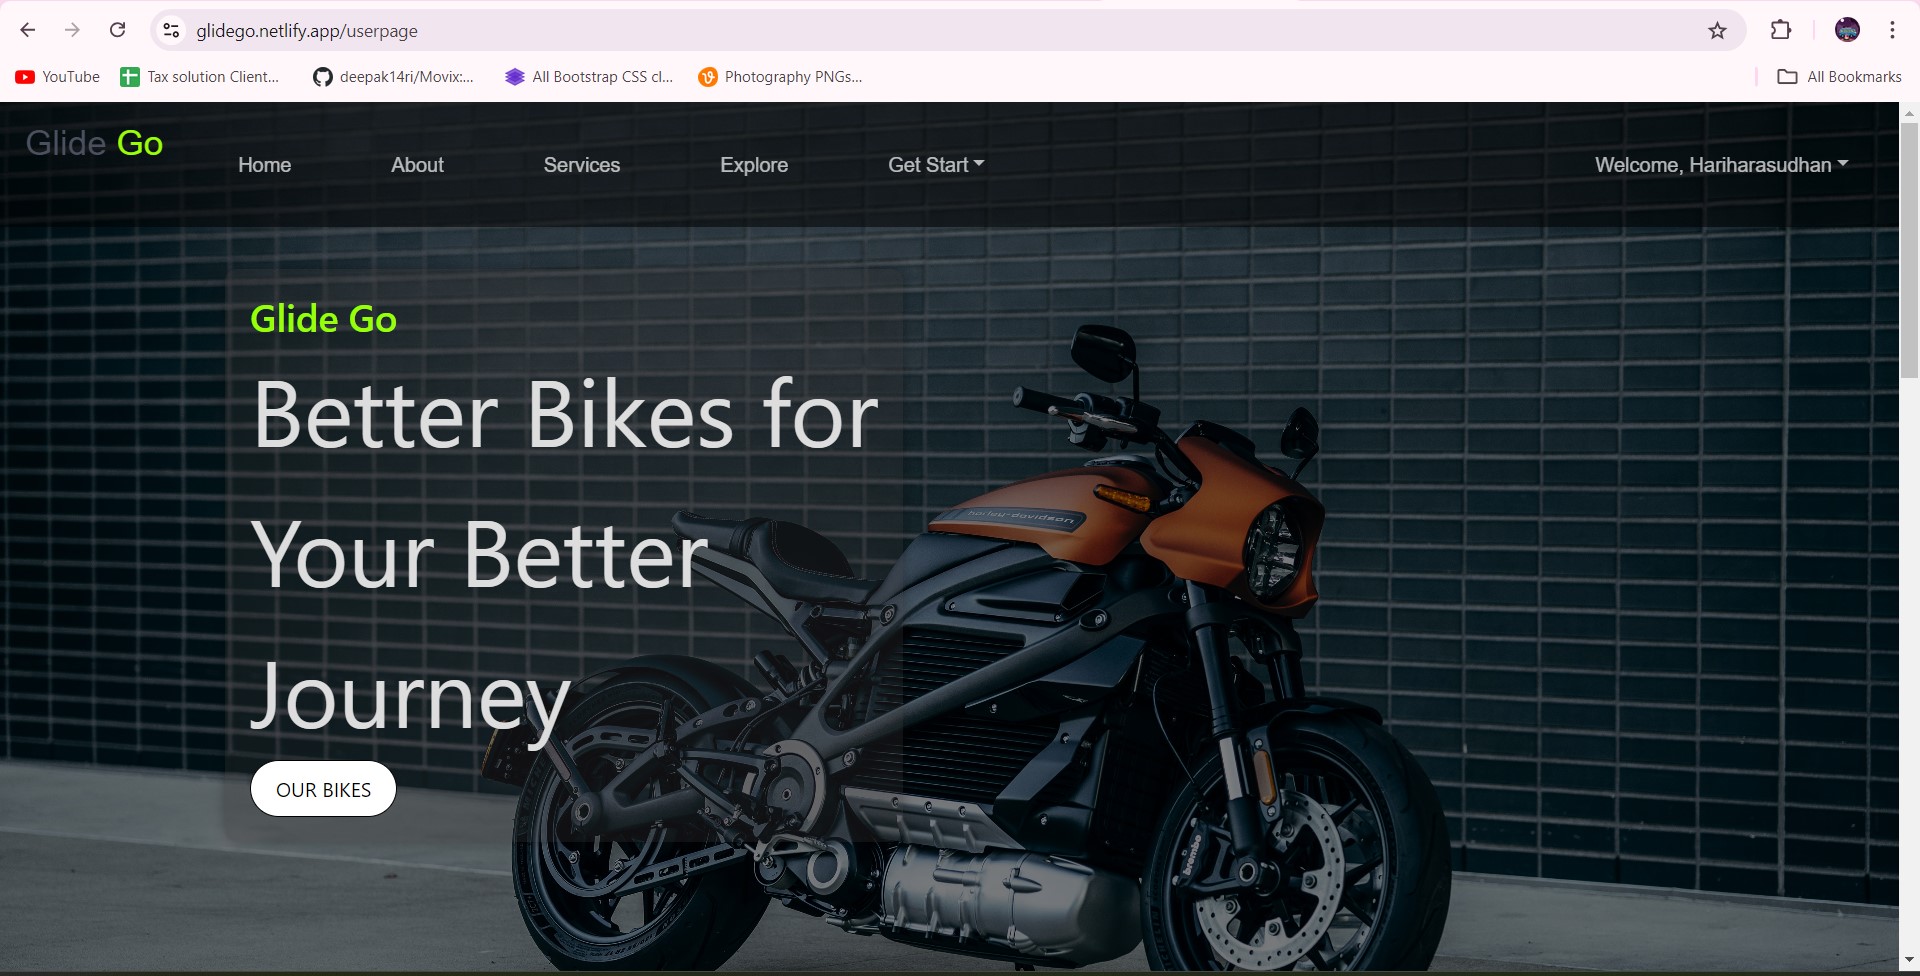 glidego.netlify.app/userpage
YouTube
Tax solution Client...
deepak14ri/Movix:...
All Bootstrap CSS cl...
Photography PNGs...
All Bookmarks
Glide Go
Home
About
Services
Explore
Get Start
Welcome, Hariharasudhan
Glide Go
Better Bikes for
Your Better
Journey
OUR BIKES
harley-davidson
brembo